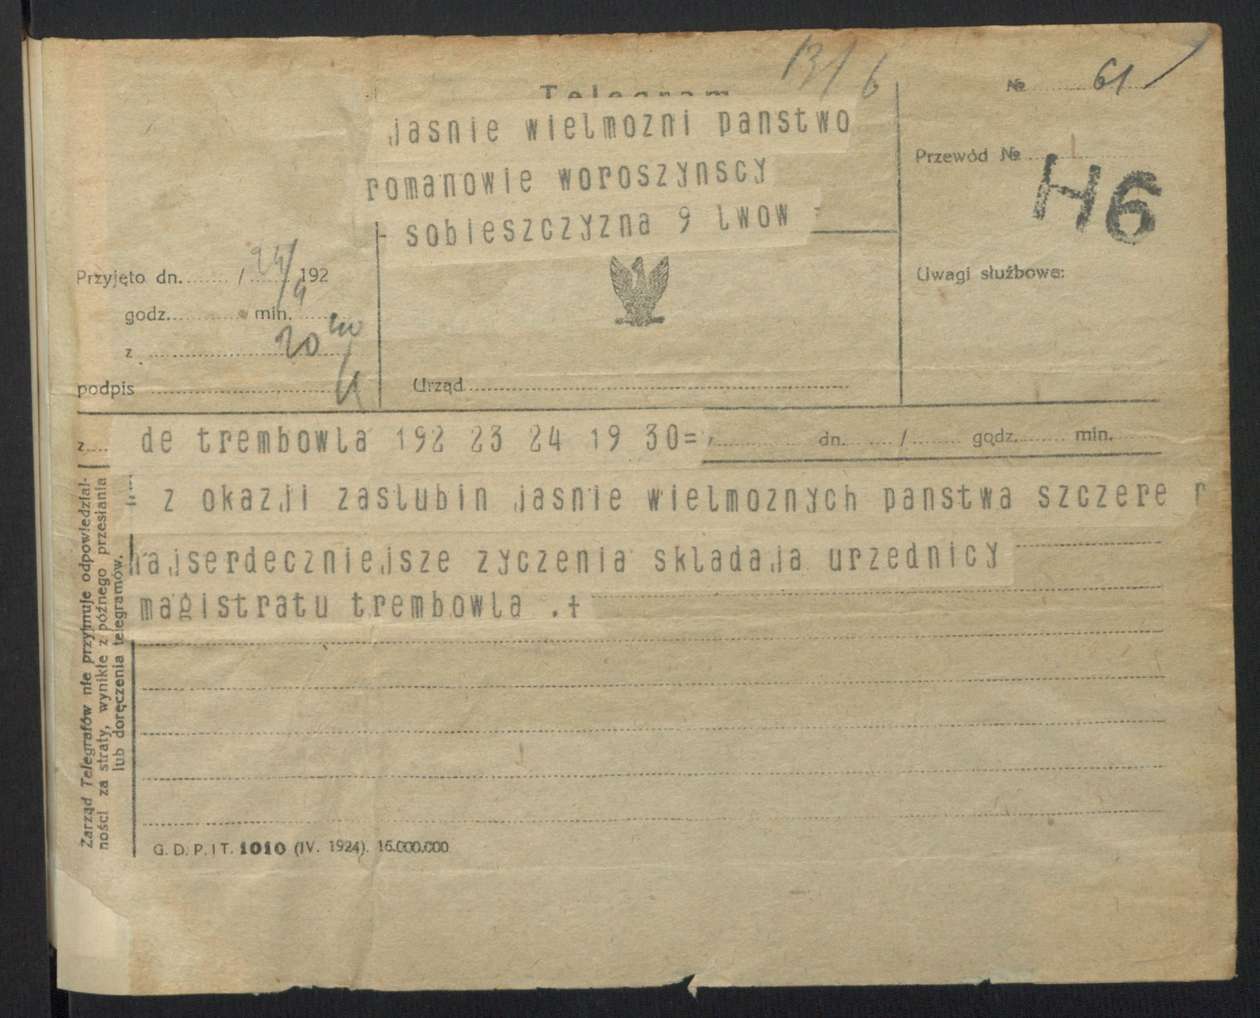 13/6
Telegram
№ 61
jasnie wielmozni panstwo
romanowie woroszynscy
- sobieszczyzna 9 lwow
Przewód №
H6
Przyjęto dn. / 24/9 192
godz. min.
z 20
podpis
Urząd
Uwagi służbowe:
z de trembowla 192 23 24 19 30= dn. / godz. min.
= z okazji zaslubin jasnie wielmoznych panstwa szczere
najserdeczniejsze zyczenia skladaja urzednicy
magistratu trembowla .+
Zarząd Telegrafów nie przyjmuje odpowiedzial-
ności za straty, wynikłe z późnego przesłania
lub doręczenia telegramów.
G.D.P.i T. 1010 (IV. 1924). 16.000.000